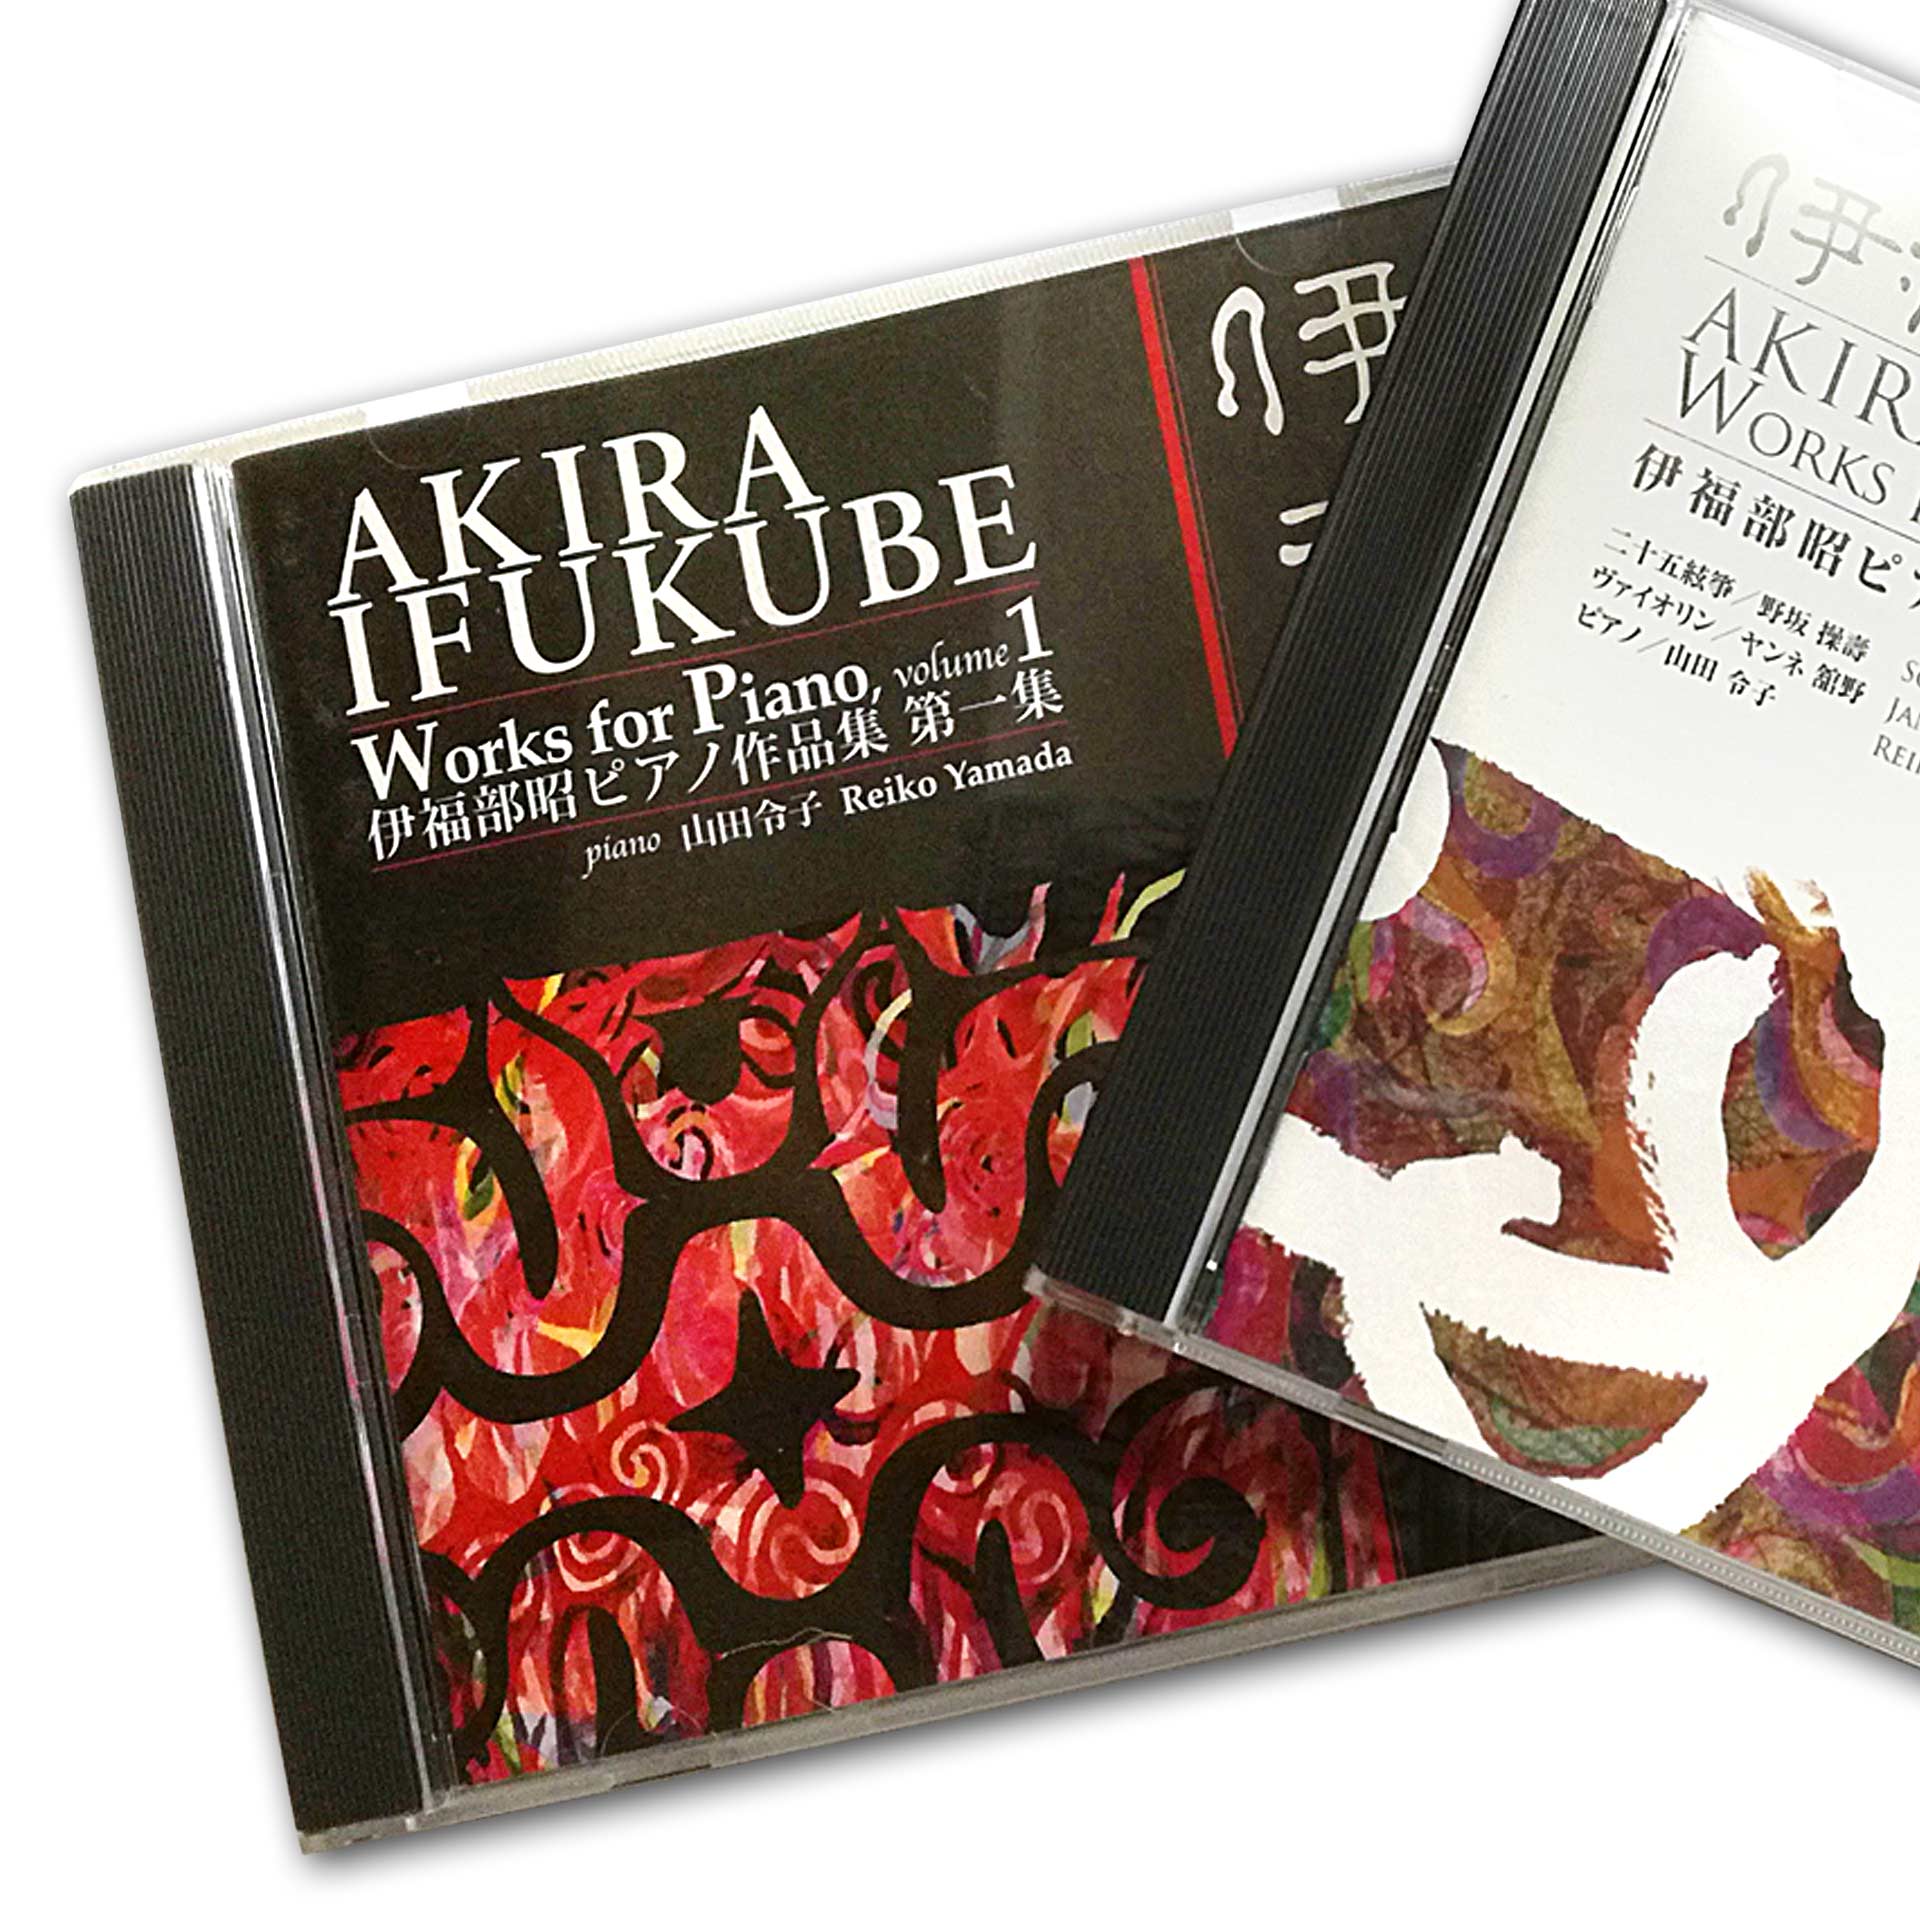 AKIRA
IFUKUBE
Works for Piano, volume 1
伊福部昭ピアノ作品集 第一集
piano 山田令子 Reiko Yamada
伊
伊
WORKS
伊福部昭ピ
二十五絃箏／野坂 操壽
ヴァイオリン／ヤンネ 舘野
ピアノ／山田 令子